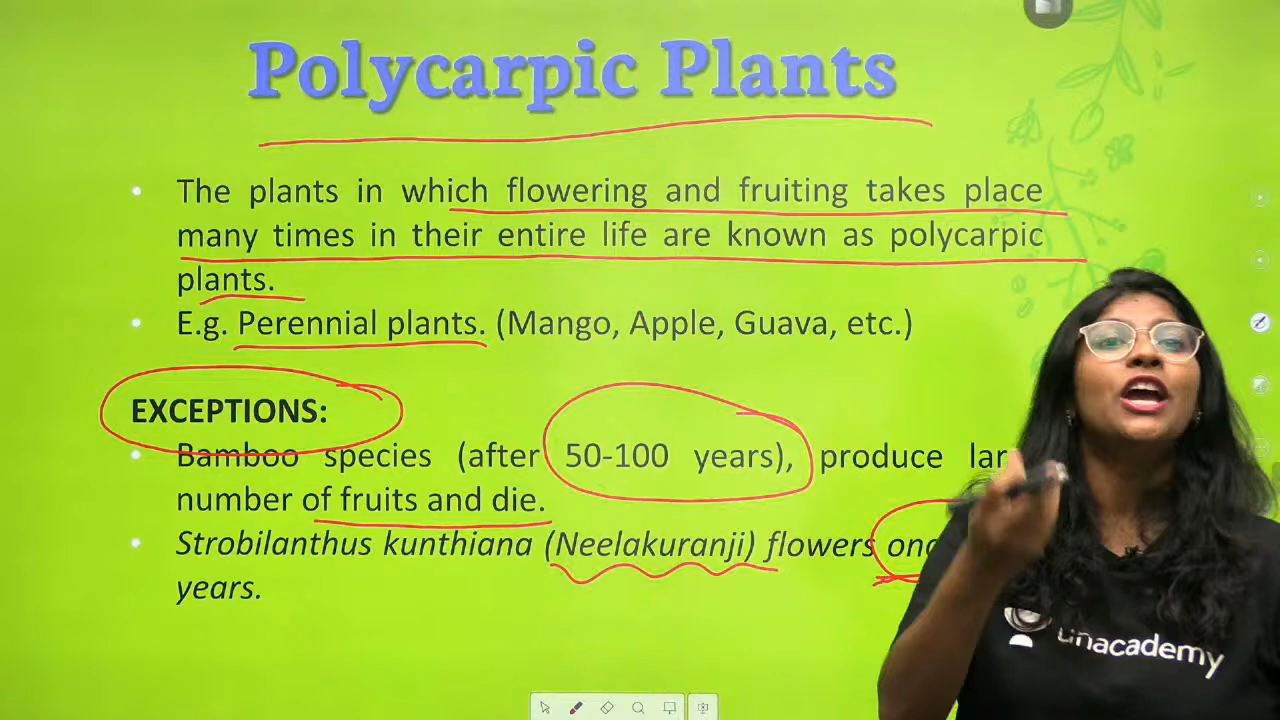 Polycarpic Plants
The plants in which flowering and fruiting takes place
many times in their entire life are known as polycarpic
plants.
E.g. Perennial plants. (Mango, Apple, Guava, etc.)
EXCEPTIONS:
Bamboo species (after 50-100 years), produce
number of fruits and die.
Strobilanthus kunthiana (Neelakuranji) flowers
years.
unacademy